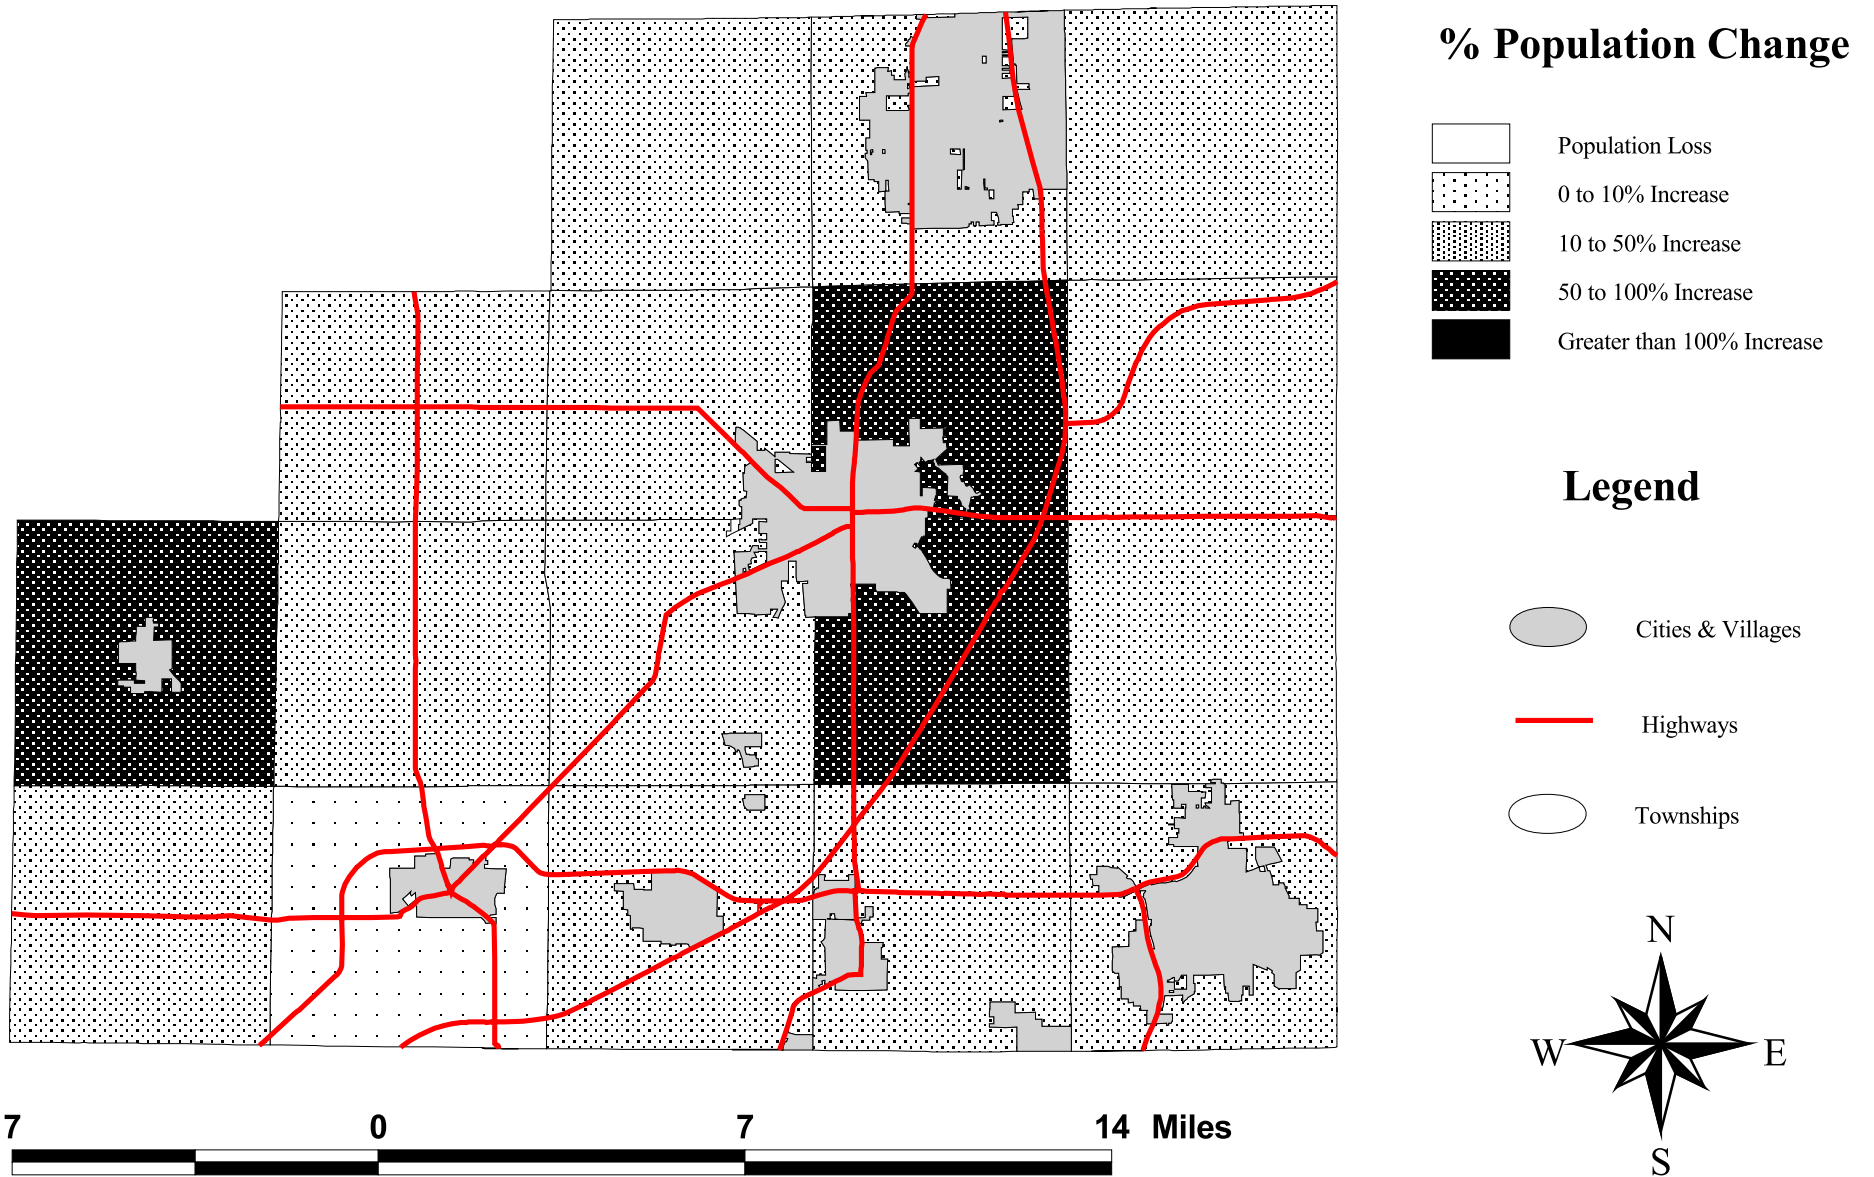 % Population Change
Population Loss
0 to 10% Increase
10 to 50% Increase
50 to 100% Increase
Greater than 100% Increase
Legend
Cities & Villages
Highways
Townships
N
W E
S
7 0 7 14 Miles